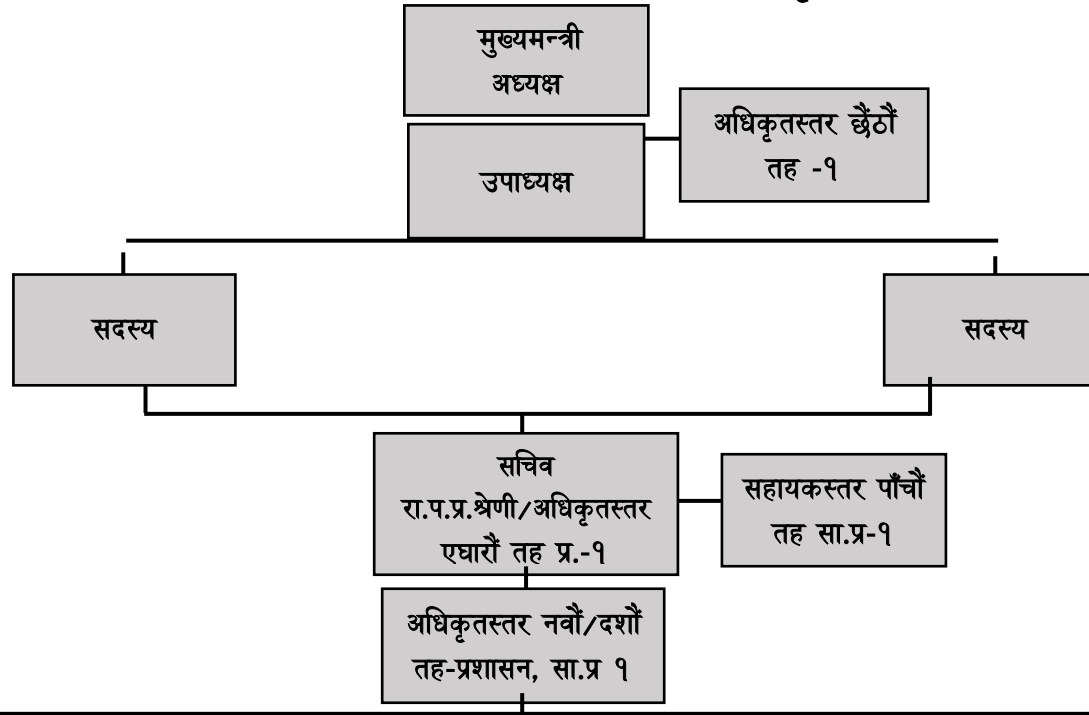 मुख्यमन्त्री
अध्यक्ष
उपाध्यक्ष
अधिकृतस्तर छैंठौं
तह -१
सदस्य
सदस्य
सचिव
रा.प.प्र.श्रेणी/अधिकृतस्तर
एघारौं तह प्र.-१
सहायकस्तर पाँचौं
तह सा.प्र-१
अधिकृतस्तर नवौं/दशौं
तह-प्रशासन, सा.प्र १